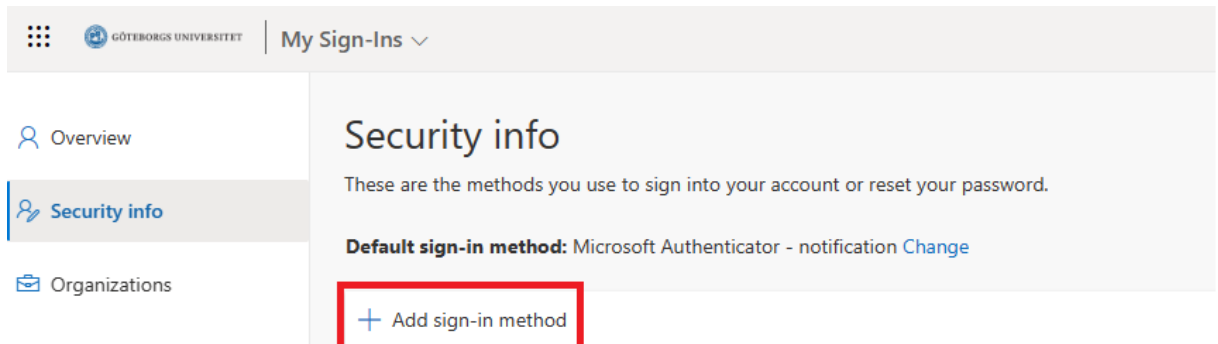 GÖTEBORGS UNIVERSITET My Sign-Ins
Overview
Security info
Organizations
Security info
These are the methods you use to sign into your account or reset your password.
Default sign-in method: Microsoft Authenticator - notification Change
+ Add sign-in method